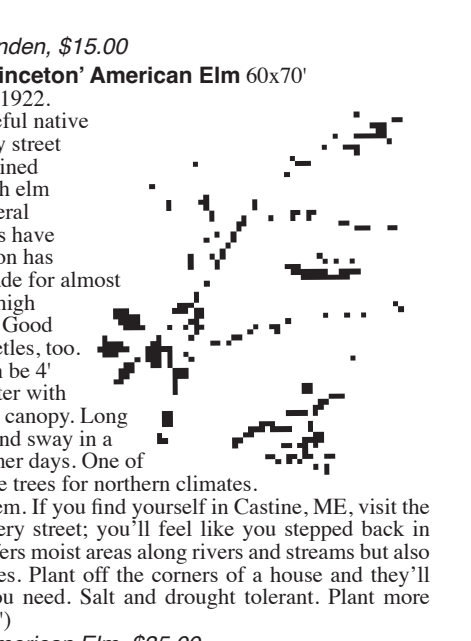 nden, $15.00
inceton’ American Elm 60x70'
1922.
eful native
y street
ined
h elm
eral
s have
on has
de for almost
high
Good
etles, too.
n be 4'
ter with
canopy. Long
nd sway in a
ner days. One of
e trees for northern climates.
em. If you find yourself in Castine, ME, visit the
ery street; you’ll feel like you stepped back in
fers moist areas along rivers and streams but also
es. Plant off the corners of a house and they’ll
ou need. Salt and drought tolerant. Plant more
')
merican Elm, $25.00